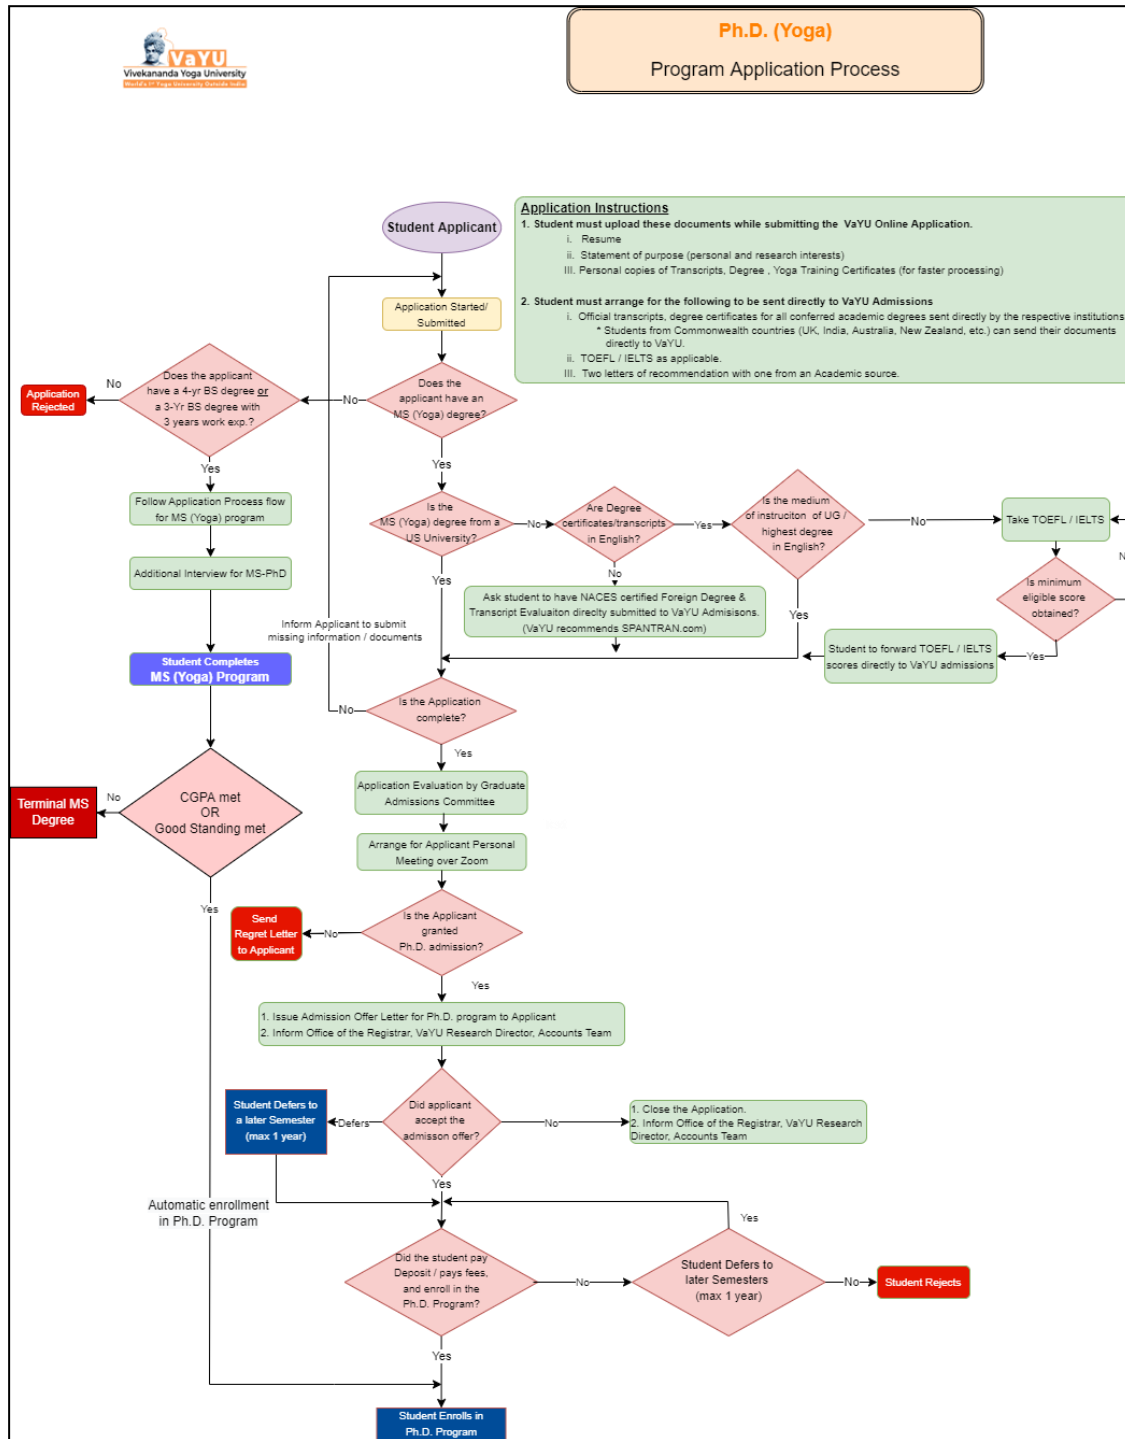 VaYU
Vivekananda Yoga University
World's 1st Yoga University Outside India
Ph.D. (Yoga)
Program Application Process
Student Applicant
Application Instructions
1. Student must upload these documents while submitting the VaYU Online Application.
i. Resume
ii. Statement of purpose (personal and research interests)
III. Personal copies of Transcripts, Degree , Yoga Training Certificates (for faster processing)
2. Student must arrange for the following to be sent directly to VaYU Admissions
i. Official transcripts, degree certificates for all conferred academic degrees sent directly by the respective institutions
* Students from Commonwealth countries (UK, India, Australia, New Zealand, etc.) can send their documents
directly to VaYU.
ii. TOEFL / IELTS as applicable.
III. Two letters of recommendation with one from an Academic source.
Application Started/
Submitted
Does the
applicant have an
MS (Yoga) degree?
No
Does the applicant
have a 4-yr BS degree or
a 3-Yr BS degree with
3 years work exp.?
No
Application
Rejected
Yes
Follow Application Process flow
for MS (Yoga) program
Additional Interview for MS-PhD
Student Completes
MS (Yoga) Program
CGPA met
OR
Good Standing met
No
Terminal MS
Degree
Yes
Automatic enrollment
in Ph.D. Program
Yes
Is the
MS (Yoga) degree from a
US University?
No
Are Degree
certificates/transcripts
in English?
Yes
Is the medium
of instruciton of UG /
highest degree
in English?
No
Take TOEFL / IELTS
N
Is minimum
eligible score
obtained?
Yes
Student to forward TOEFL / IELTS
scores directly to VaYU admissions
Yes
No
Ask student to have NACES certified Foreign Degree &
Transcript Evaluaiton direclty submitted to VaYU Admisisons.
(VaYU recommends SPANTRAN.com)
Yes
Inform Applicant to submit
missing information / documents
Is the Application
complete?
No
Yes
Application Evaluation by Graduate
Admissions Committee
Arrange for Applicant Personal
Meeting over Zoom
Is the Applicant
granted
Ph.D. admission?
No
Send
Regret Letter
to Applicant
Yes
1. Issue Admission Offer Letter for Ph.D. program to Applicant
2. Inform Office of the Registrar, VaYU Research Director, Accounts Team
Did applicant
accept the
admisson offer?
Defers
Student Defers to
a later Semester
(max 1 year)
No
1. Close the Application.
2. Inform Office of the Registrar, VaYU Research
Director, Accounts Team
Yes
Did the student pay
Deposit / pays fees,
and enroll in the
Ph.D. Program?
No
Student Defers to
later Semesters
(max 1 year)
Yes
No
Student Rejects
Yes
Student Enrolls in
Ph.D. Program